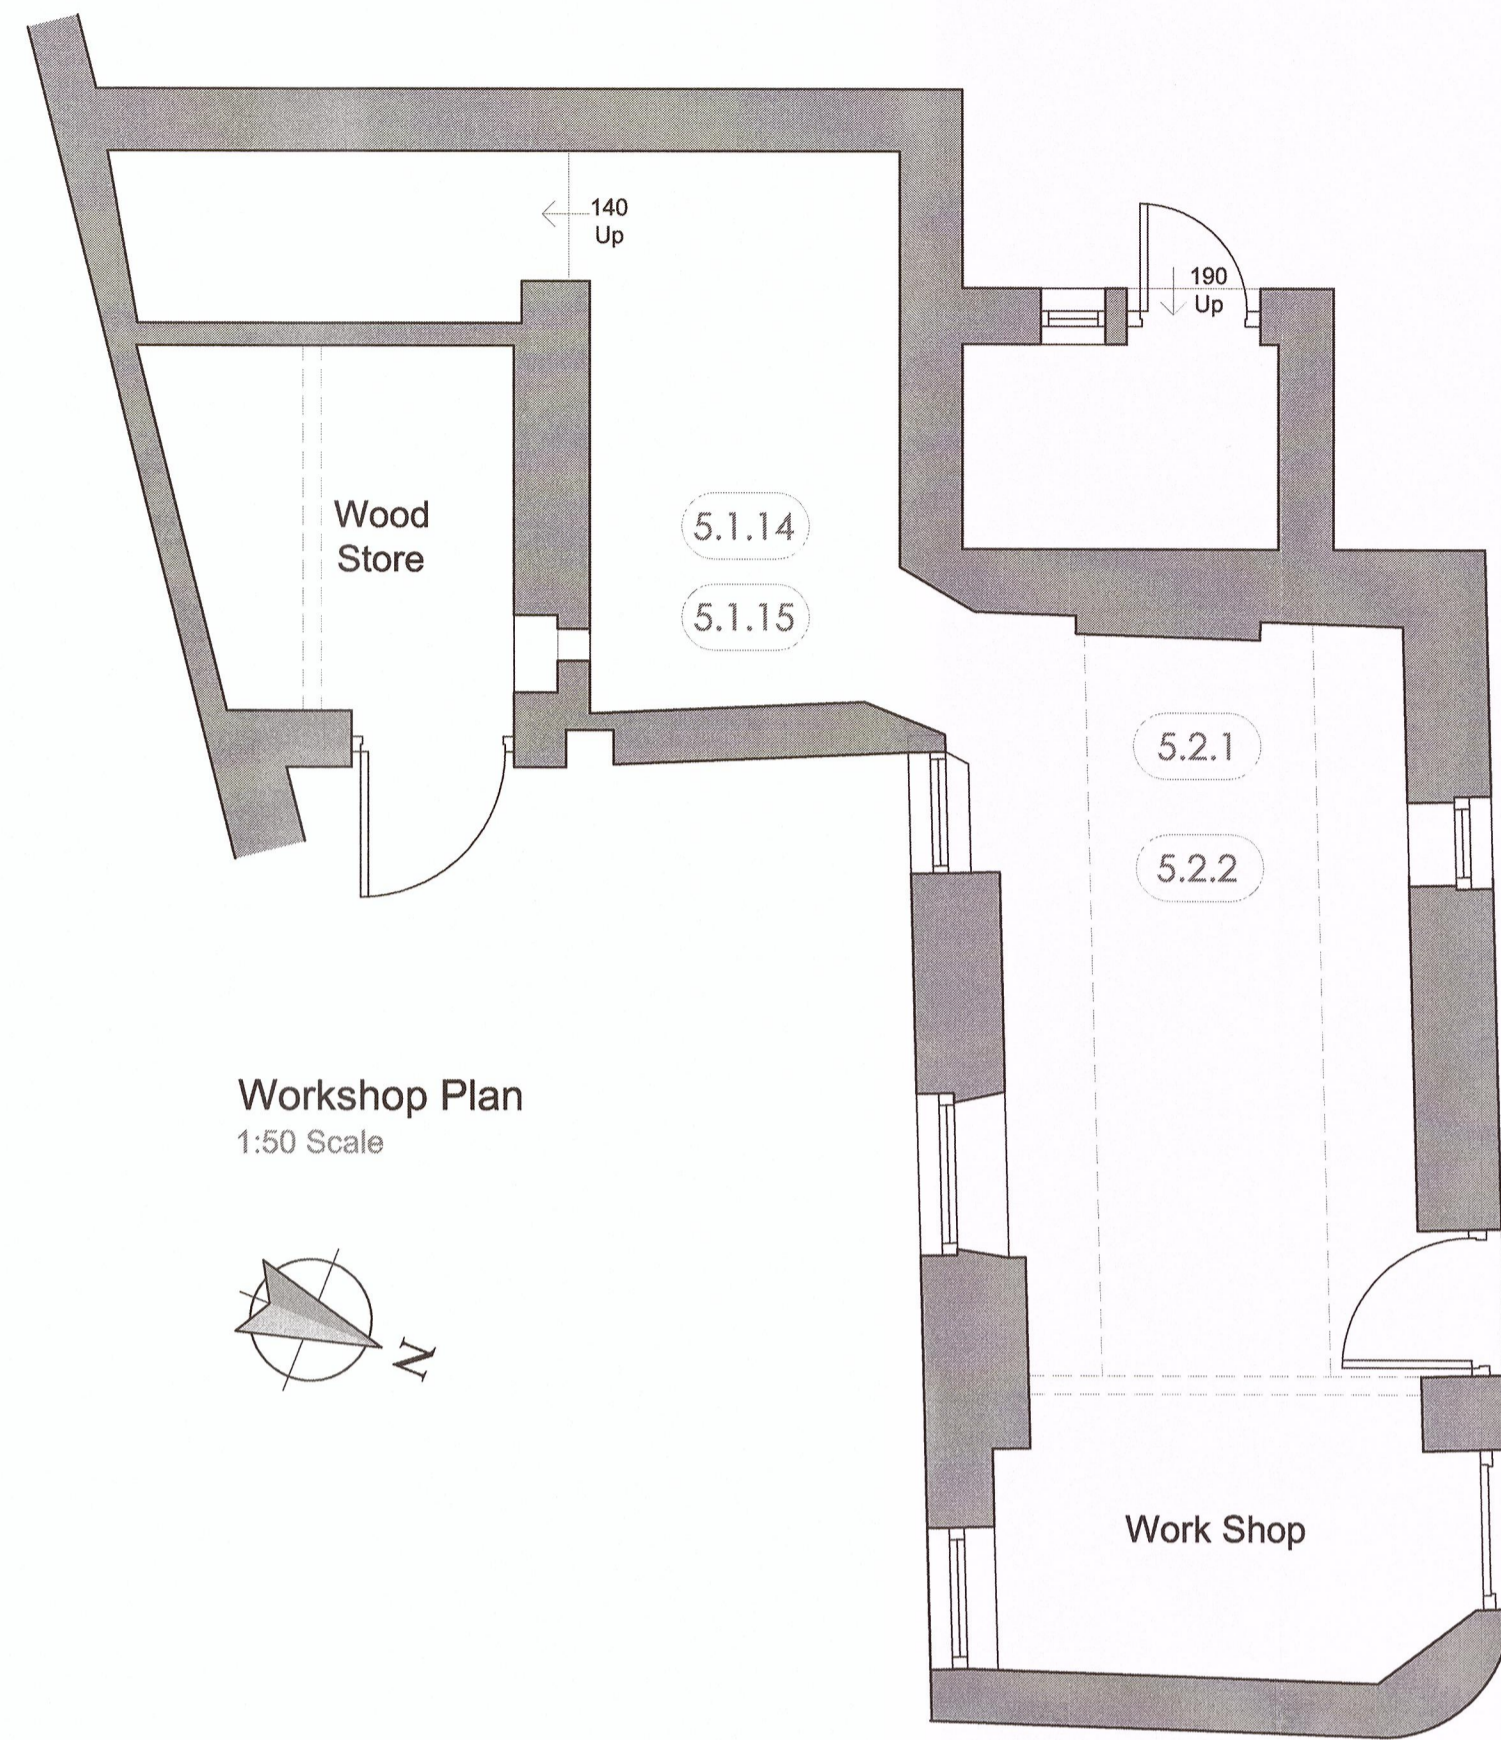 140
Up
190
Up
Wood
Store
5.1.14
5.1.15
5.2.1
5.2.2
Workshop Plan
1:50 Scale
N
Work Shop